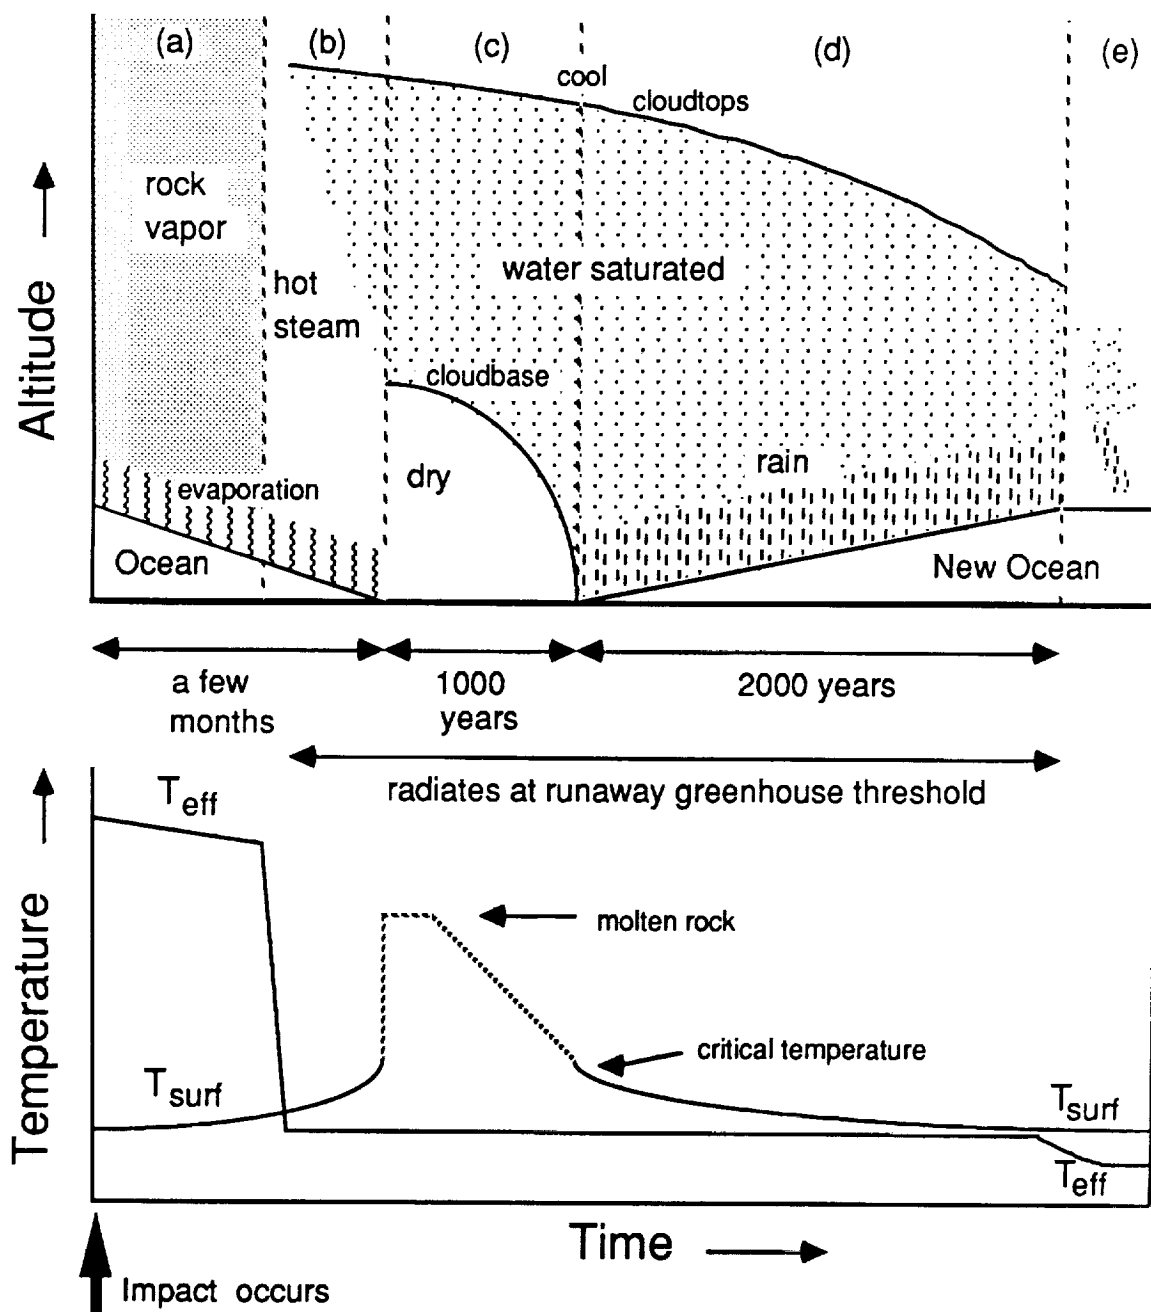 (a)
(b)
(c)
(d)
(e)
cool
cloudtops
rock
vapor
hot
steam
water saturated
cloudbase
dry
rain
evaporation
Ocean
New Ocean
Altitude
a few
months
1000
years
2000 years
radiates at runaway greenhouse threshold
Teff
molten rock
critical temperature
Tsurf
Tsurf
Teff
Temperature
Time
Impact occurs